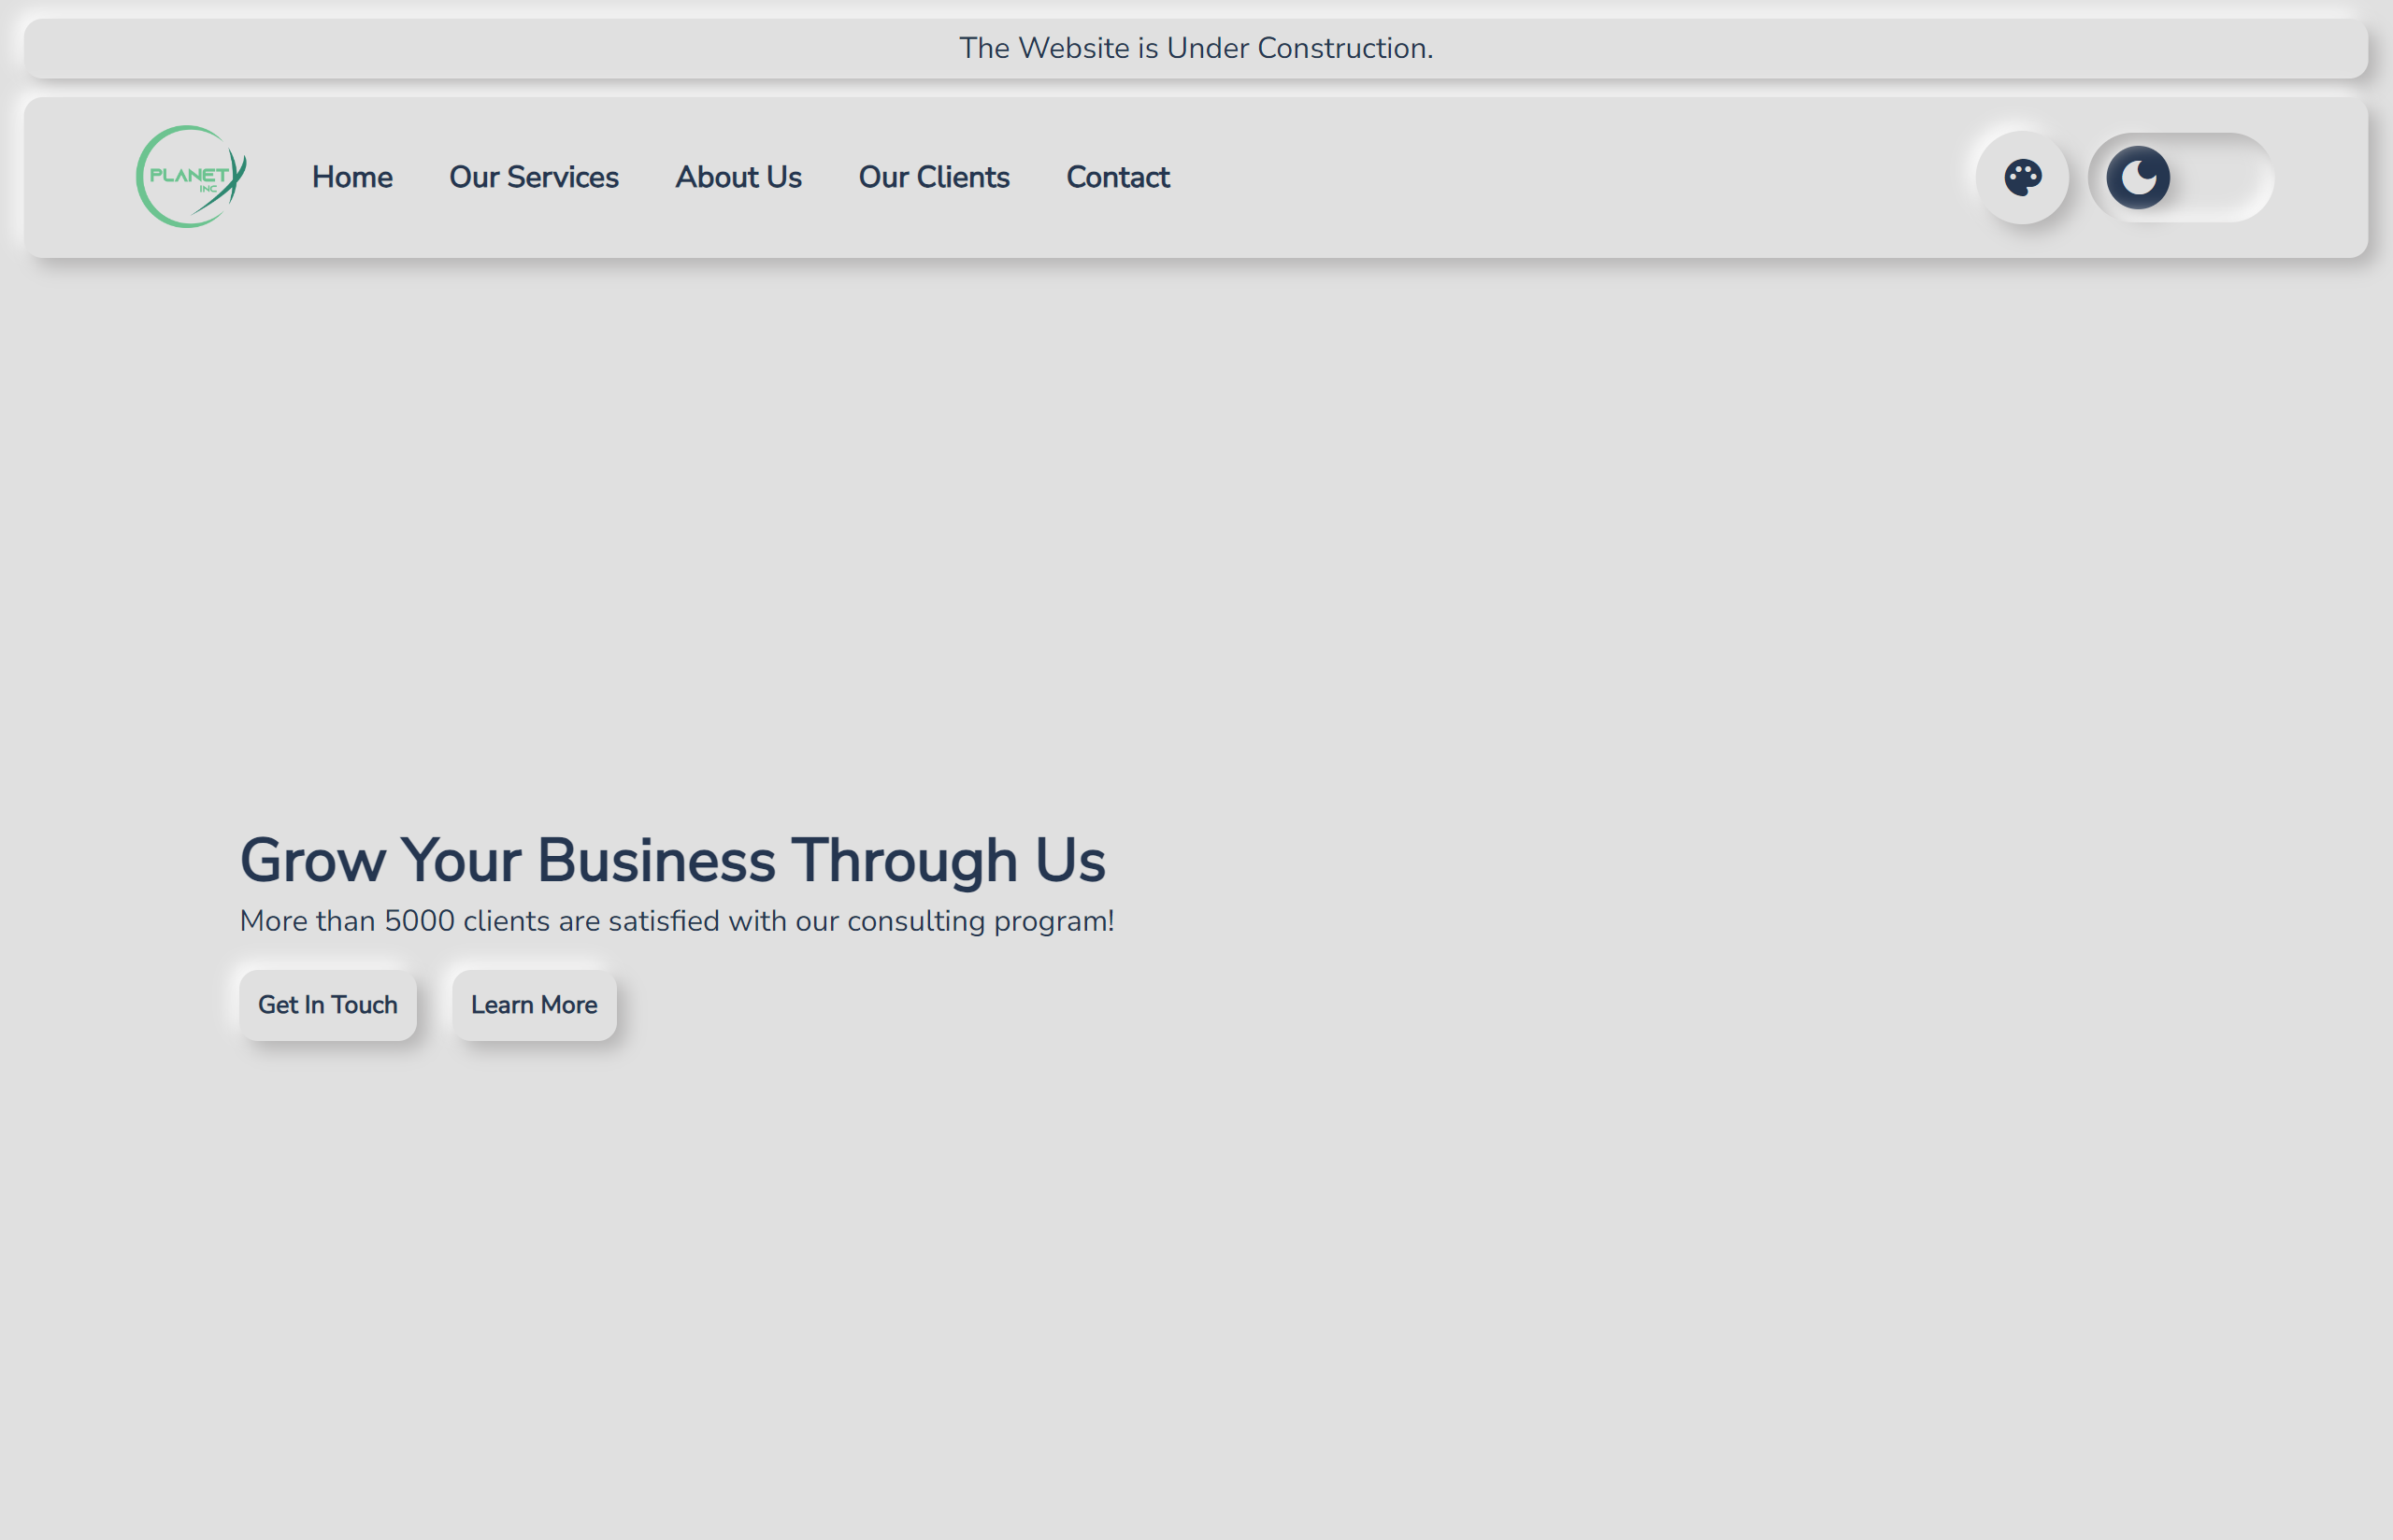 The Website is Under Construction.
PLANET
INC
Home
Our Services
About Us
Our Clients
Contact
Grow Your Business Through Us
More than 5000 clients are satisfied with our consulting program!
Get In Touch
Learn More